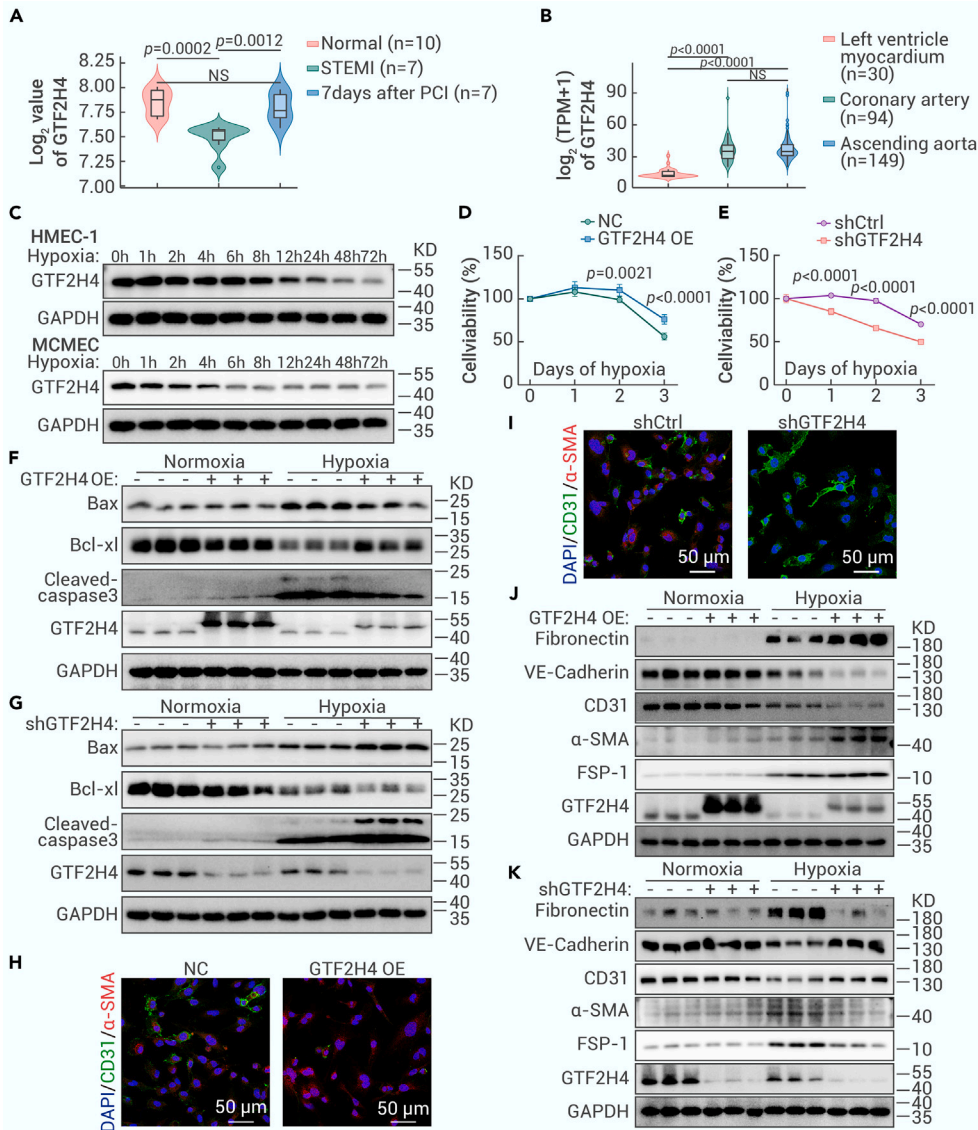 A
p=0.0002
p=0.0012
NS
Log2 value
of GTF2H4
8.25
8.00
7.75
7.50
7.25
7.00
Normal (n=10)
STEMI (n=7)
7days after PCI (n=7)
B
p<0.0001
p<0.0001
NS
log2 (TPM+1)
of GTF2H4
90
60
30
0
Left ventricle
myocardium
(n=30)
Coronary artery
(n=94)
Ascending aorta
(n=149)
C
HMEC-1
Hypoxia: 0h 1h 2h 4h 6h 8h 12h 24h 48h 72h KD
GTF2H4 55 40
GAPDH 40 35
MCMEC
Hypoxia: 0h 1h 2h 4h 6h 8h 12h 24h 48h 72h
GTF2H4 55 40
GAPDH 40 35
D
NC
GTF2H4 OE
Cellviability (%)
150
100
50
0
p=0.0021
p<0.0001
Days of hypoxia
0 1 2 3
E
shCtrl
shGTF2H4
Cellviability (%)
150
100
50
0
p<0.0001
p<0.0001
p<0.0001
Days of hypoxia
0 1 2 3
F
Normoxia Hypoxia
GTF2H4 OE: - - - + + + - - - + + + KD
Bax 25 15
Bcl-xl 35 25
Cleaved-
caspase3 25 15
GTF2H4 55 40
GAPDH 40 35
G
Normoxia Hypoxia
shGTF2H4: - - - + + + - - - + + + KD
Bax 25 15
Bcl-xl 35 25
Cleaved-
caspase3 25 15
GTF2H4 55 40
GAPDH 40 35
H
NC GTF2H4 OE
DAPI/CD31/α-SMA
50 μm 50 μm
I
shCtrl shGTF2H4
DAPI/CD31/α-SMA
50 μm 50 μm
J
Normoxia Hypoxia
GTF2H4 OE: - - - + + + - - - + + + KD
Fibronectin 180
VE-Cadherin 180 130
CD31 180 130
α-SMA 40
FSP-1 10
GTF2H4 55 40
GAPDH 40 35
K
Normoxia Hypoxia
shGTF2H4: - - - + + + - - - + + + KD
Fibronectin 180
VE-Cadherin 180 130
CD31 180 130
α-SMA 40
FSP-1 10
GTF2H4 55 40
GAPDH 40 35